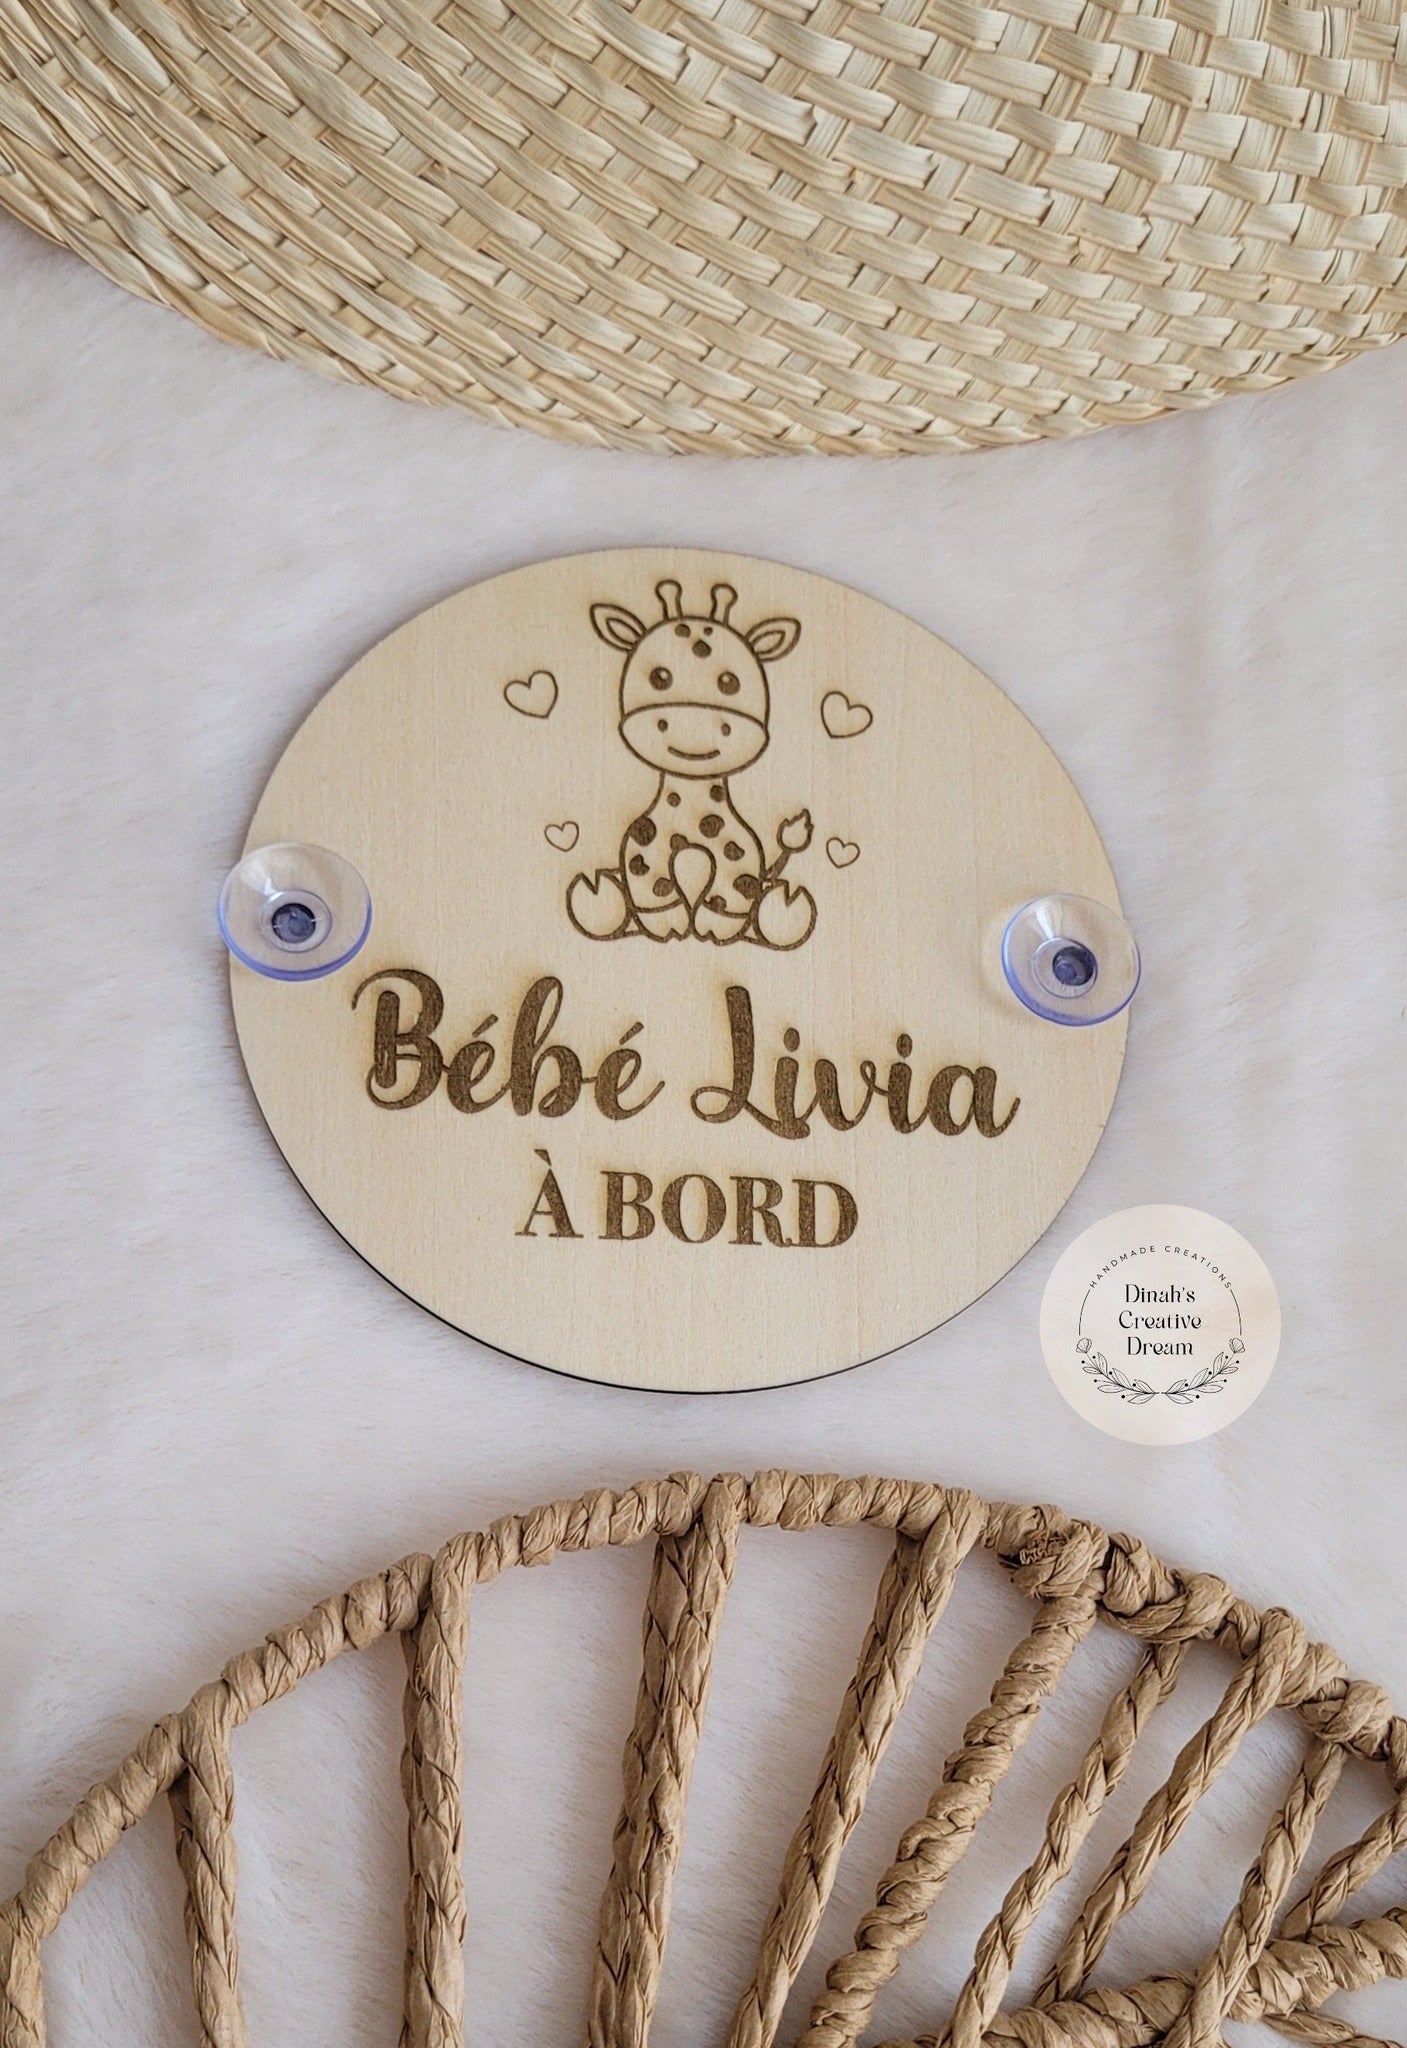 Bébé Livia
À BORD
HANDMADE CREATIONS
Dinah's
Creative
Dream